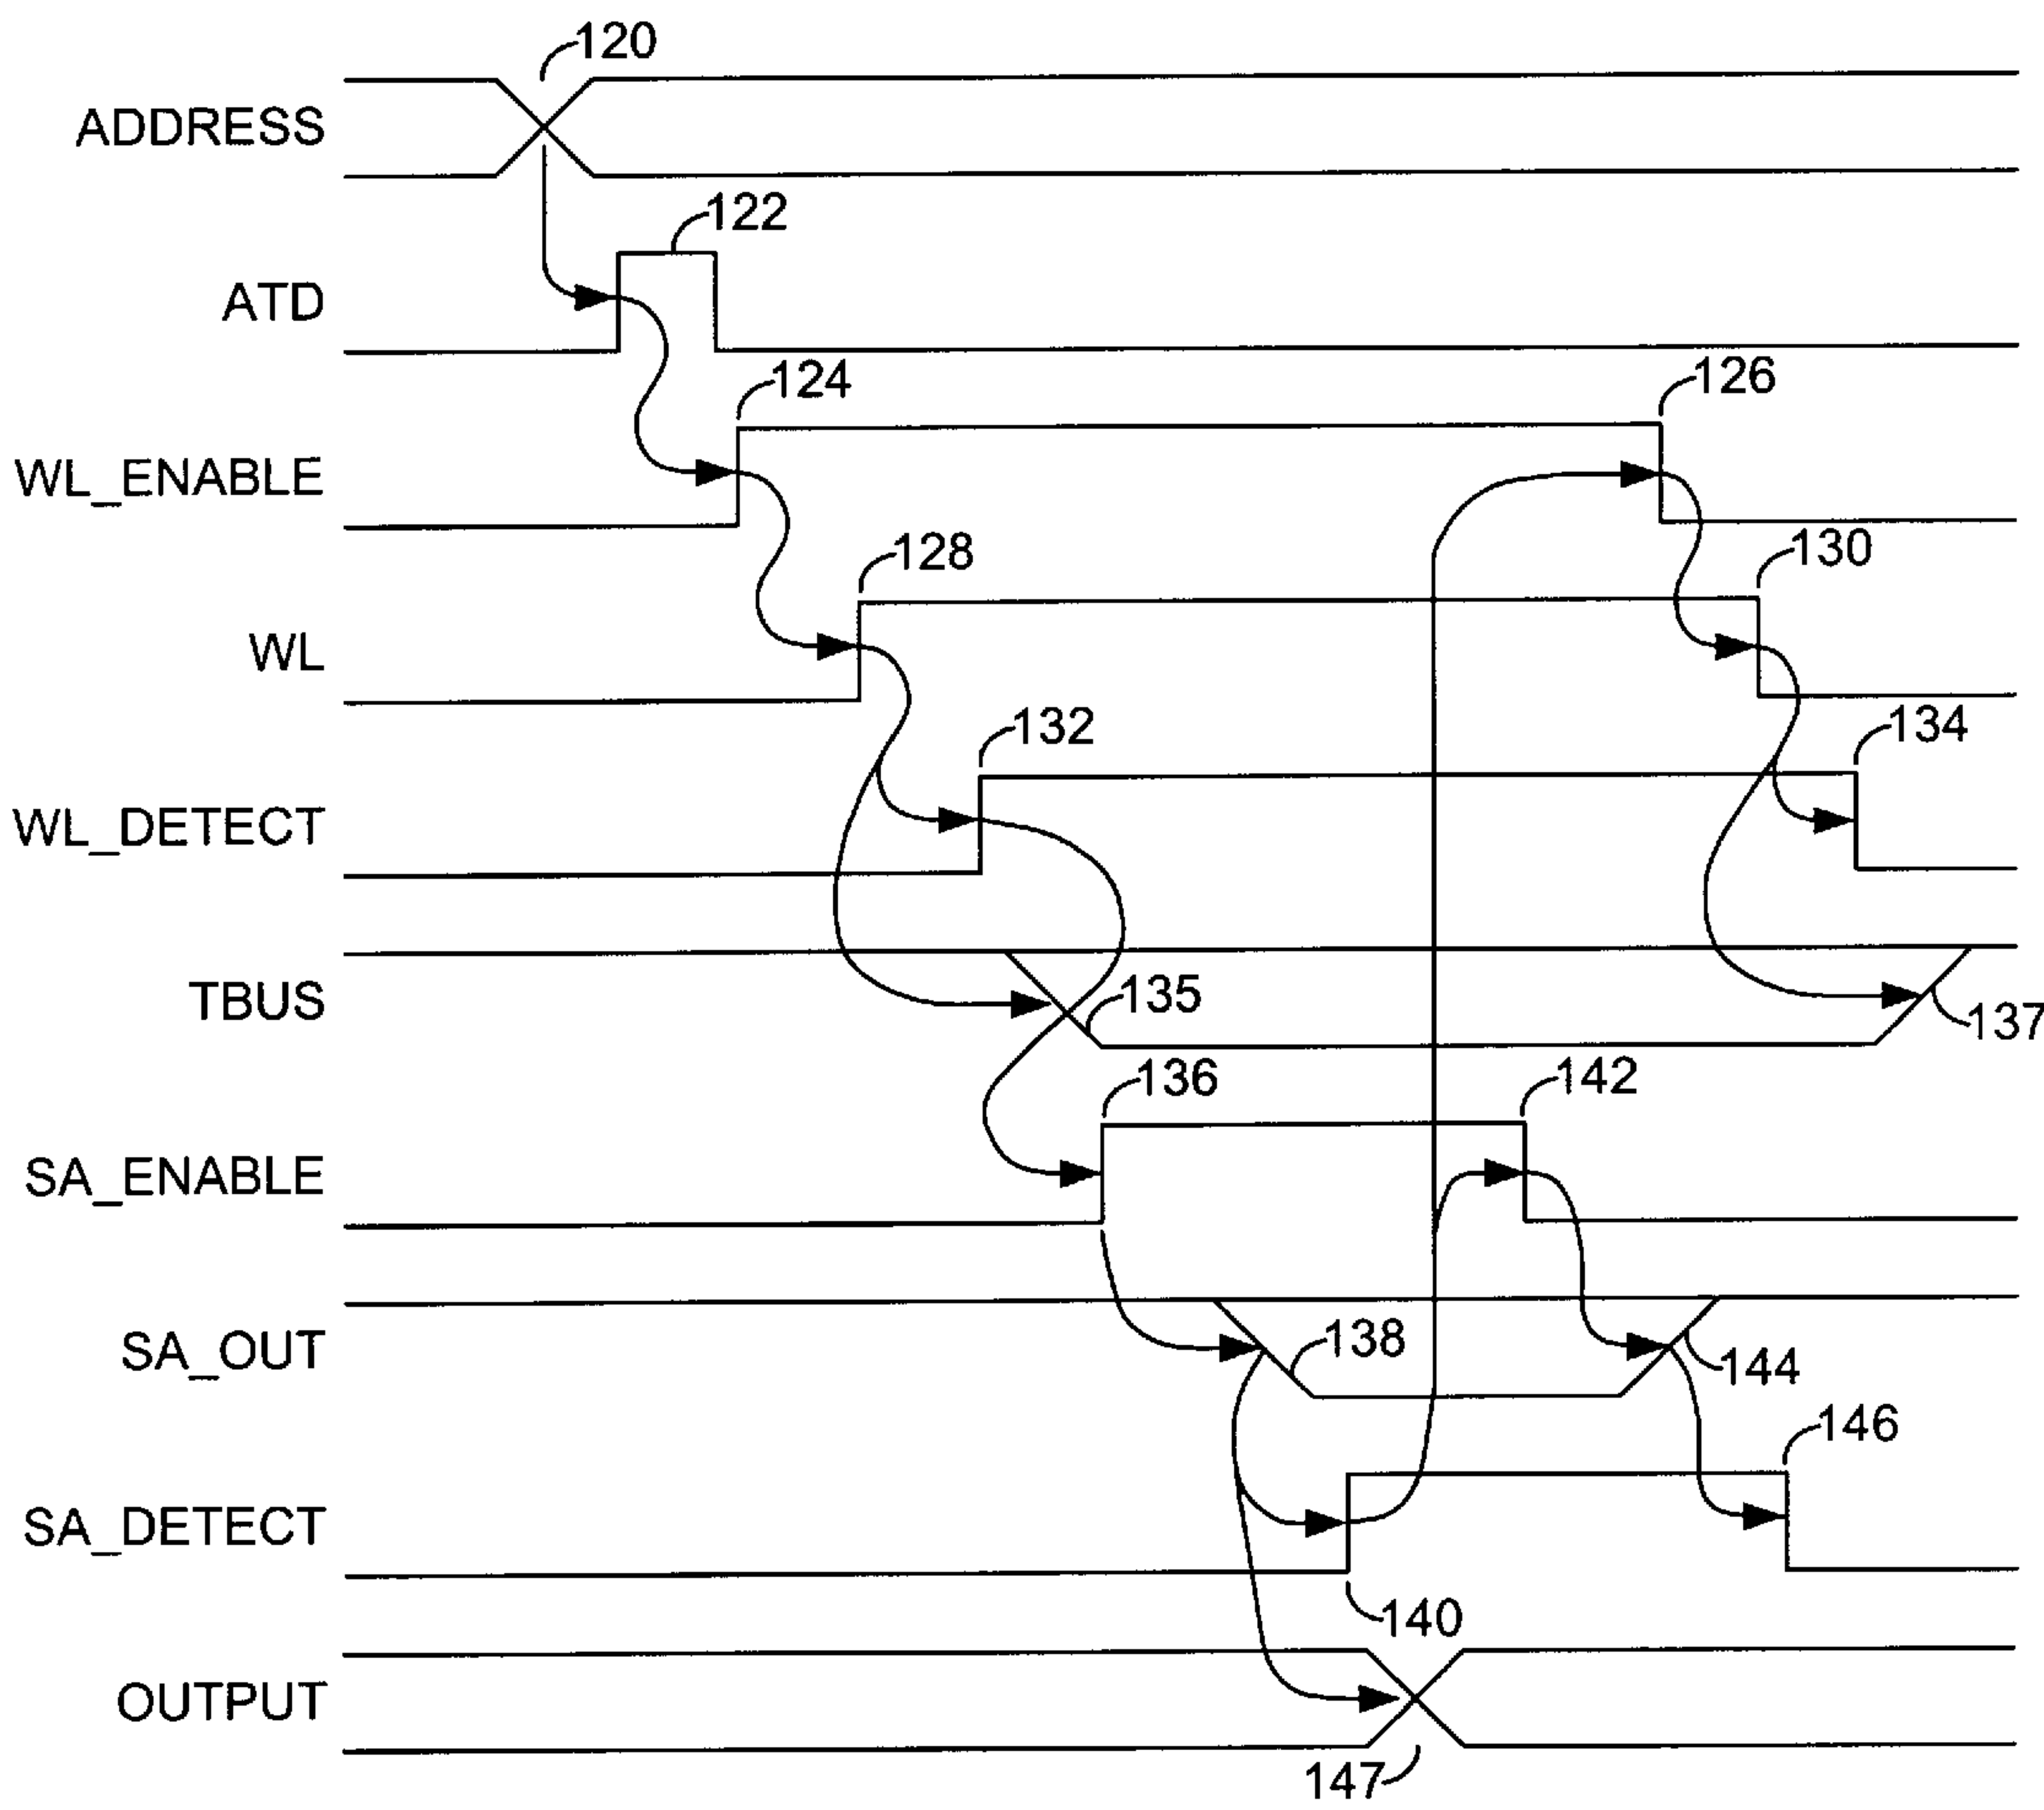 120
ADDRESS
122
ATD
124
126
WL_ENABLE
128
130
WL
132
134
WL_DETECT
TBUS
135
137
136
142
SA_ENABLE
SA_OUT
138
144
146
SA_DETECT
140
OUTPUT
147